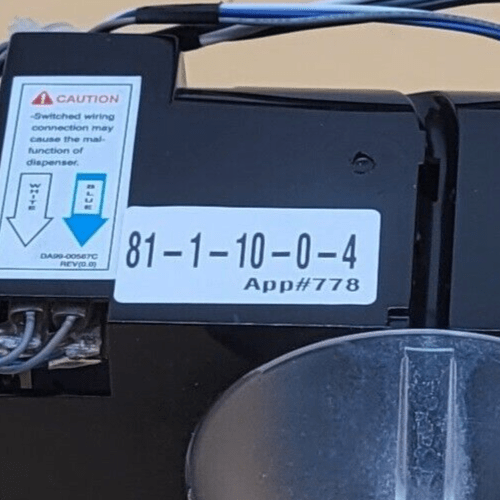 CAUTION
-Switched wiring
connection may
cause the mal-
function of
dispenser.
WHITE
BLUE
DA99-00567C
REV(0.0)
81-1-10-0-4
App#778